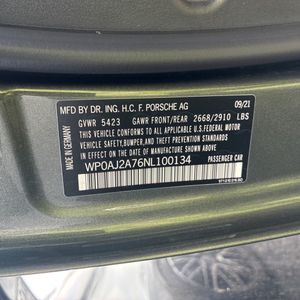 MFD BY DR. ING. H.C. F. PORSCHE AG 09/21
GVWR 5423 GAWR FRONT/REAR 2668/2910 LBS
THIS VEHICLE CONFORMS TO ALL APPLICABLE U.S.FEDERAL MOTOR
VEHICLE SAFETY,BUMPER,AND THEFT PREVENTION STANDARDS
IN EFFECT ON THE DATE OF MANUFACTURE SHOWN ABOVE
WP0AJ2A76NL100134 PASSENGER CAR
MADE IN GERMANY